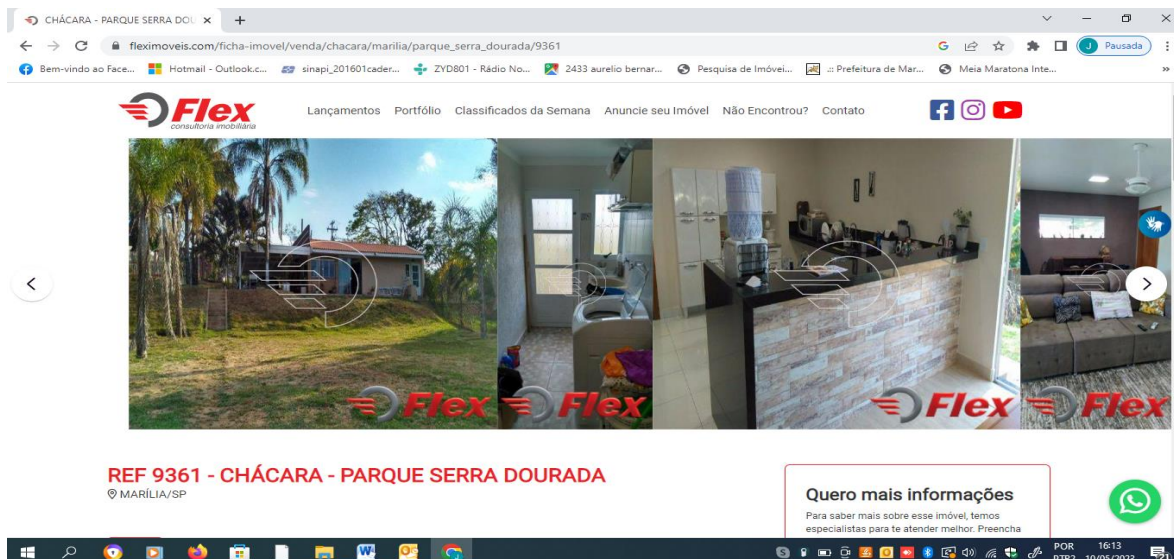 CHÁCARA - PARQUE SERRA DOU
fleximoveis.com/ficha-imovel/venda/chacara/marilia/parque_serra_dourada/9361
J Pausada
Bem-vindo ao Face... Hotmail - Outlook.c... sinapi_201601cader... ZYD801 - Rádio No... 2433 aurelio bernar... Pesquisa de Imóvei... .:: Prefeitura de Mar... Meia Maratona Inte... »
Flex
consultoria imobiliária
Lançamentos Portfólio Classificados da Semana Anuncie seu Imóvel Não Encontrou? Contato
Flex Flex Flex Flex
REF 9361 - CHÁCARA - PARQUE SERRA DOURADA
MARÍLIA/SP
Quero mais informações
Para saber mais sobre esse imóvel, temos
especialistas para te atender melhor. Preencha
POR 16:13
PTB2 10/05/2023